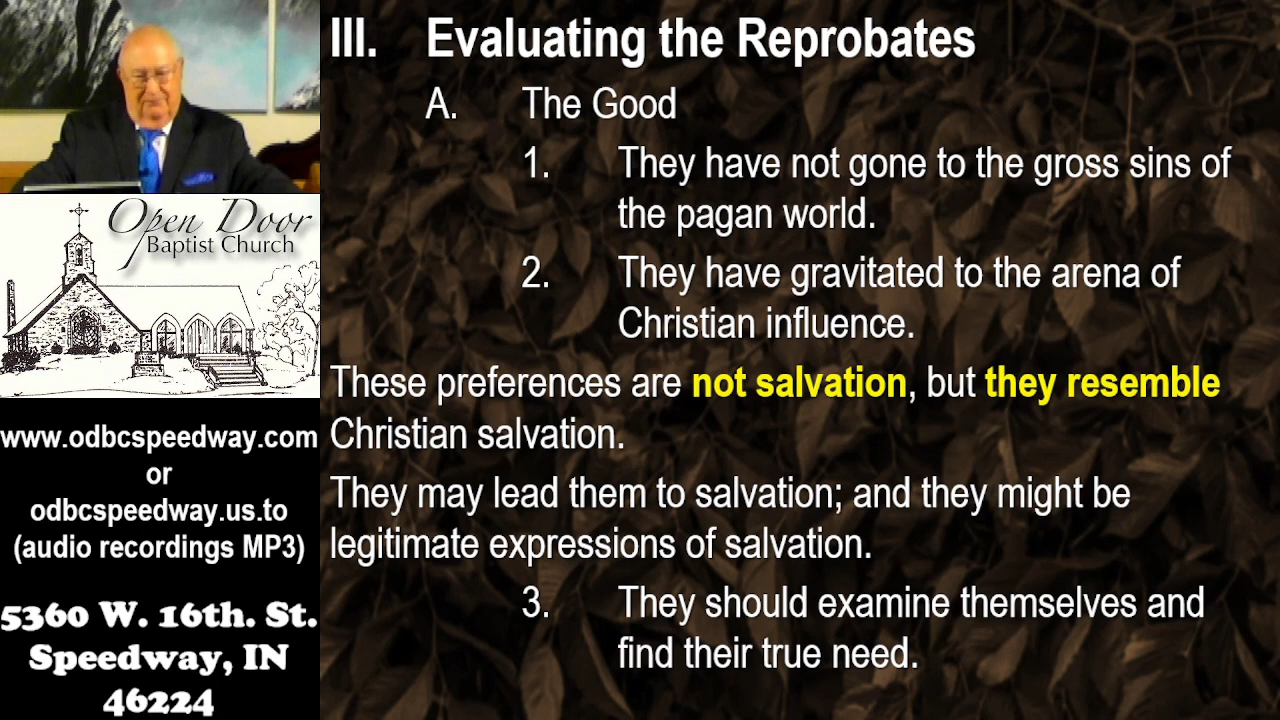 Open Door
Baptist Church
www.odbcspeedway.com
or
odbcspeedway.us.to
(audio recordings MP3)
5360 W. 16th. St.
Speedway, IN
46224
III. Evaluating the Reprobates
A. The Good
1. They have not gone to the gross sins of
the pagan world.
2. They have gravitated to the arena of
Christian influence.
These preferences are not salvation, but they resemble
Christian salvation.
They may lead them to salvation; and they might be
legitimate expressions of salvation.
3. They should examine themselves and
find their true need.